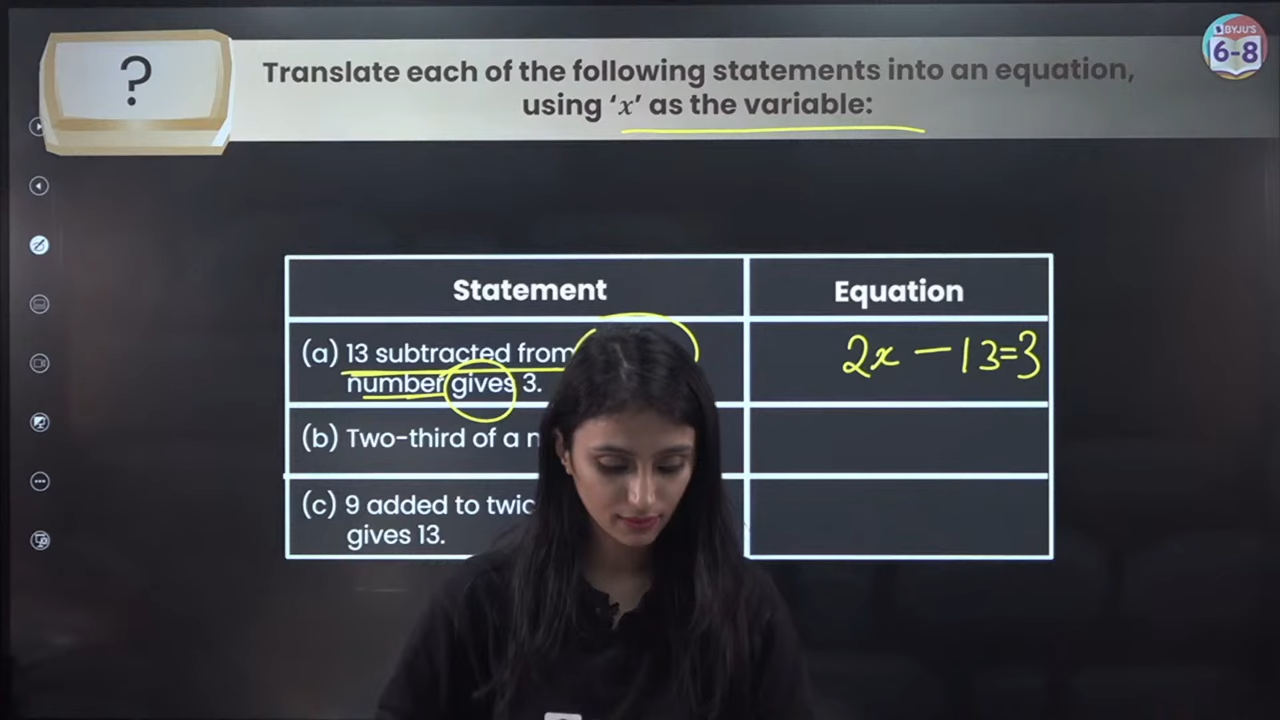 BYJU'S
6-8
?
Translate each of the following statements into an equation,
using ‘x’ as the variable:
Statement
Equation
(a) 13 subtracted from
number gives 3.
2x - 13=3
(b) Two-third of a
(c) 9 added to
gives 13.